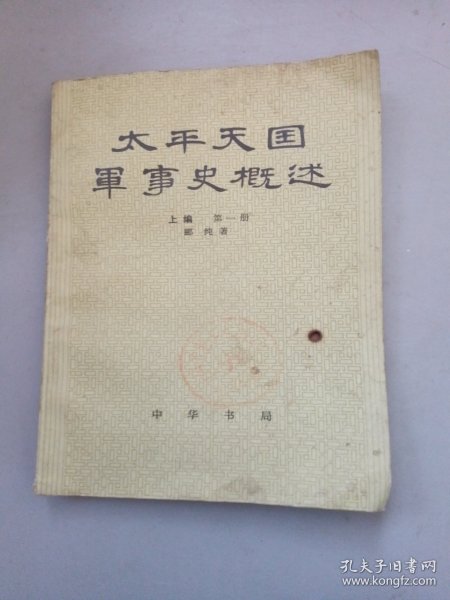 太平天囯
軍事史概述
上编 第一册
郦纯著
中华书局
孔夫子旧书网
www.kongfz.com